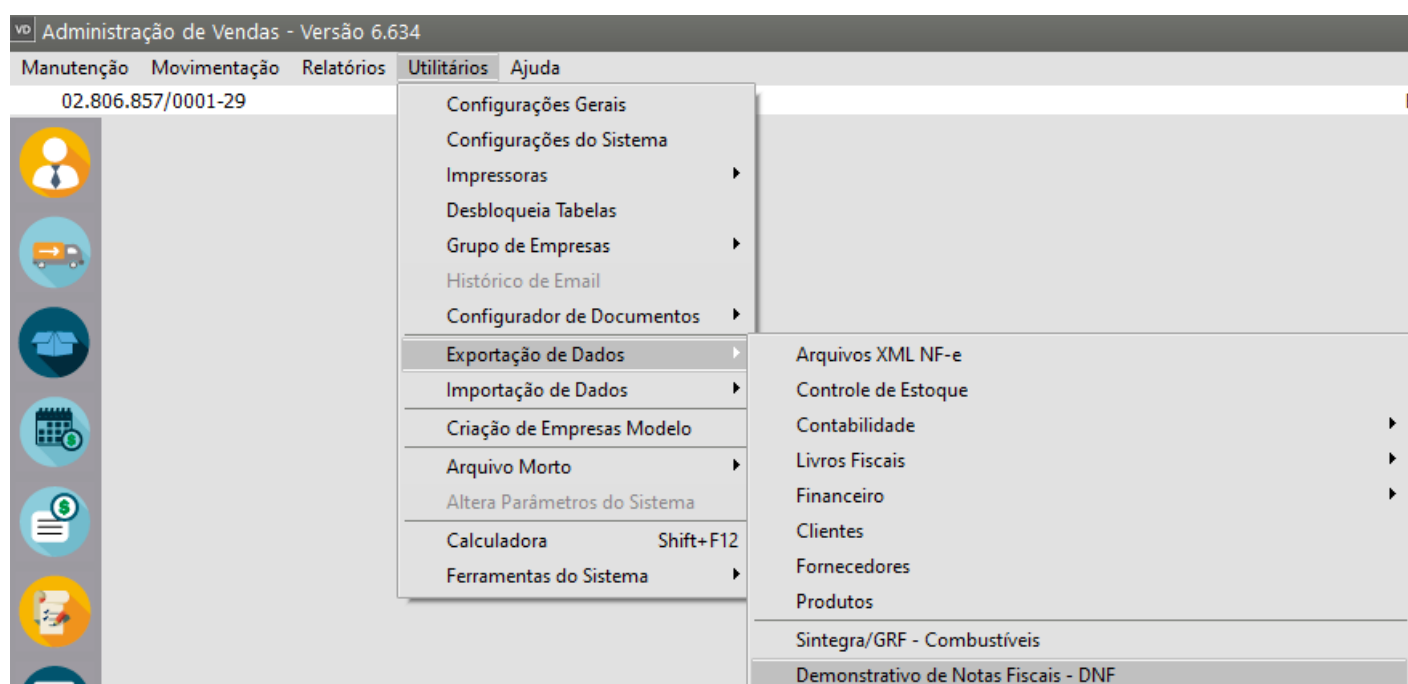 VD Administração de Vendas - Versão 6.634
Manutenção Movimentação Relatórios Utilitários Ajuda
02.806.857/0001-29
Configurações Gerais
Configurações do Sistema
Impressoras
Desbloqueia Tabelas
Grupo de Empresas
Histórico de Email
Configurador de Documentos
Exportação de Dados
Importação de Dados
Criação de Empresas Modelo
Arquivo Morto
Altera Parâmetros do Sistema
Calculadora Shift+F12
Ferramentas do Sistema
Arquivos XML NF-e
Controle de Estoque
Contabilidade
Livros Fiscais
Financeiro
Clientes
Fornecedores
Produtos
Sintegra/GRF - Combustíveis
Demonstrativo de Notas Fiscais - DNF